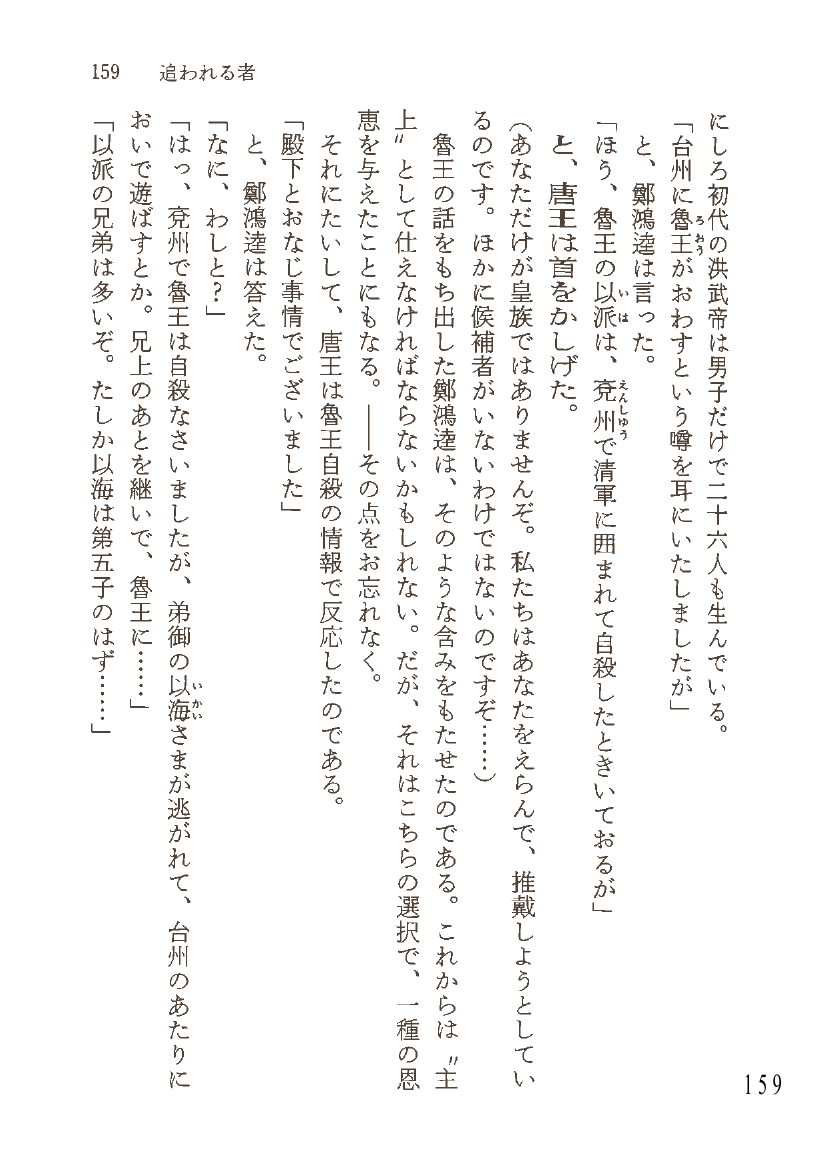 159　追われる者
にしろ初代の洪武帝は男子だけで二十六人も生んでいる。
「台州に魯王がおわすという噂を耳にいたしましたが」
と、鄭鴻逵は言った。
「ほう、魯王の以派は、兗州で清軍に囲まれて自殺したときいておるが」
と、唐王は首をかしげた。
（あなただけが皇族ではありませんぞ。私たちはあなたをえらんで、推戴しようとしてい
るのです。ほかに候補者がいないわけではないのですぞ……）
魯王の話をもち出した鄭鴻逵は、そのような含みをもたせたのである。これからは〝主
上〟として仕えなければならないかもしれない。だが、それはこちらの選択で、一種の恩
恵を与えたことにもなる。――その点をお忘れなく。
それにたいして、唐王は魯王自殺の情報で反応したのである。
「殿下とおなじ事情でございました」
と、鄭鴻逵は答えた。
「なに、わしと？」
「はっ、兗州で魯王は自殺なさいましたが、弟御の以海さまが逃がれて、台州のあたりに
おいで遊ばすとか。兄上のあとを継いで、魯王に……」
「以派の兄弟は多いぞ。たしか以海は第五子のはず……」
159